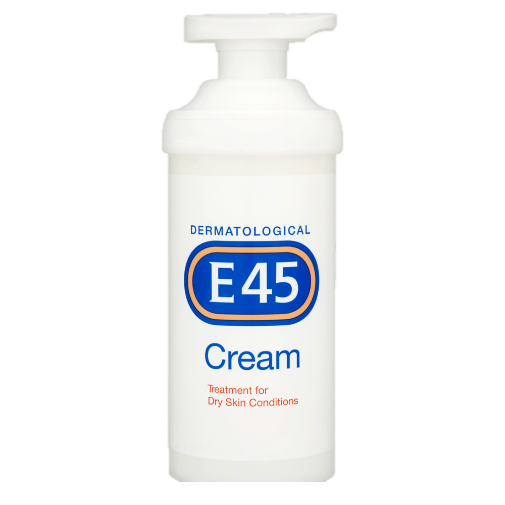 DERMATOLOGICAL
E45
Cream
Treatment for
Dry Skin Conditions